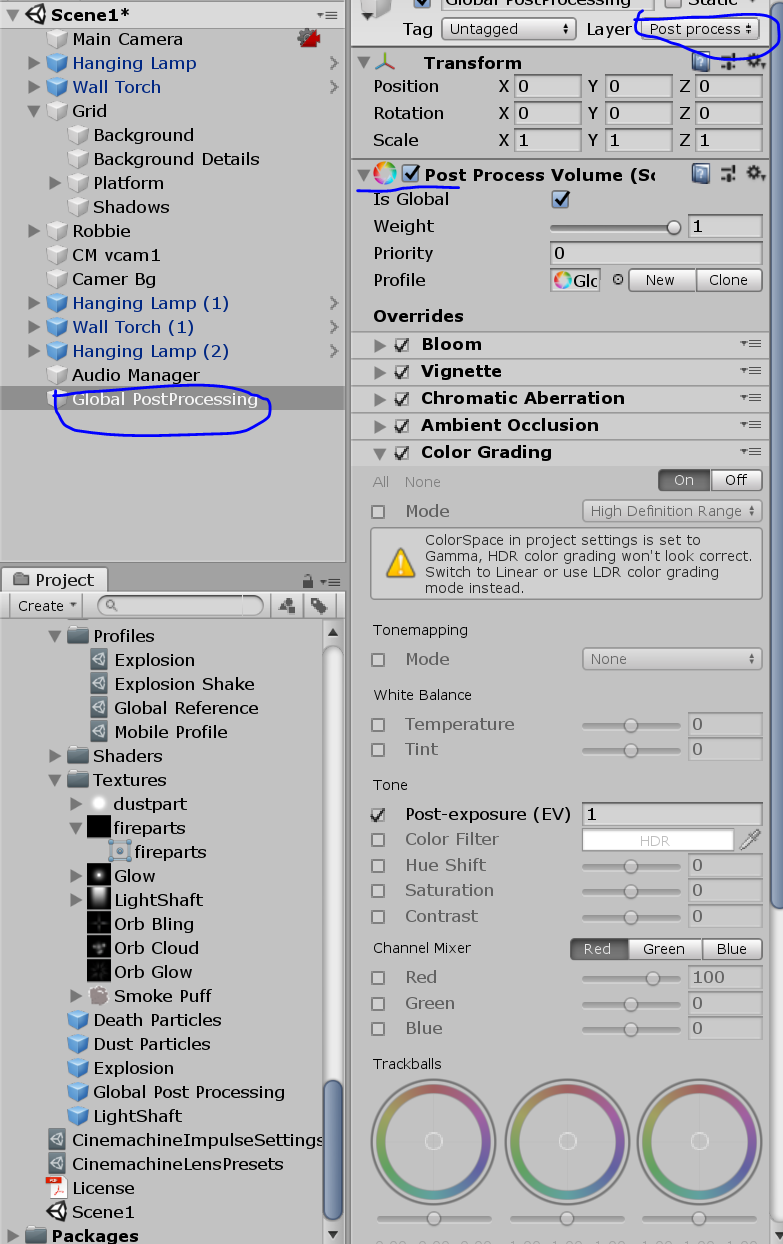 Scene1*
Main Camera
Hanging Lamp
Wall Torch
Grid
Background
Background Details
Platform
Shadows
Robbie
CM vcam1
Camer Bg
Hanging Lamp (1)
Wall Torch (1)
Hanging Lamp (2)
Audio Manager
Global PostProcessing
Project
Create
Profiles
Explosion
Explosion Shake
Global Reference
Mobile Profile
Shaders
Textures
dustpart
fireparts
fireparts
Glow
LightShaft
Orb Bling
Orb Cloud
Orb Glow
Smoke Puff
Death Particles
Dust Particles
Explosion
Global Post Processing
LightShaft
CinemachineImpulseSettings
CinemachineLensPresets
License
Scene1
Packages
Global PostProcessing Static
Tag Untagged Layer Post process
Transform
Position X 0 Y 0 Z 0
Rotation X 0 Y 0 Z 0
Scale X 1 Y 1 Z 1
Post Process Volume (Sc
Is Global
Weight 1
Priority 0
Profile Glo New Clone
Overrides
Bloom
Vignette
Chromatic Aberration
Ambient Occlusion
Color Grading
All None On Off
Mode High Definition Range
ColorSpace in project settings is set to
Gamma, HDR color grading won't look correct.
Switch to Linear or use LDR color grading
mode instead.
Tonemapping
Mode None
White Balance
Temperature 0
Tint 0
Tone
Post-exposure (EV) 1
Color Filter HDR
Hue Shift 0
Saturation 0
Contrast 0
Channel Mixer Red Green Blue
Red 100
Green 0
Blue 0
Trackballs